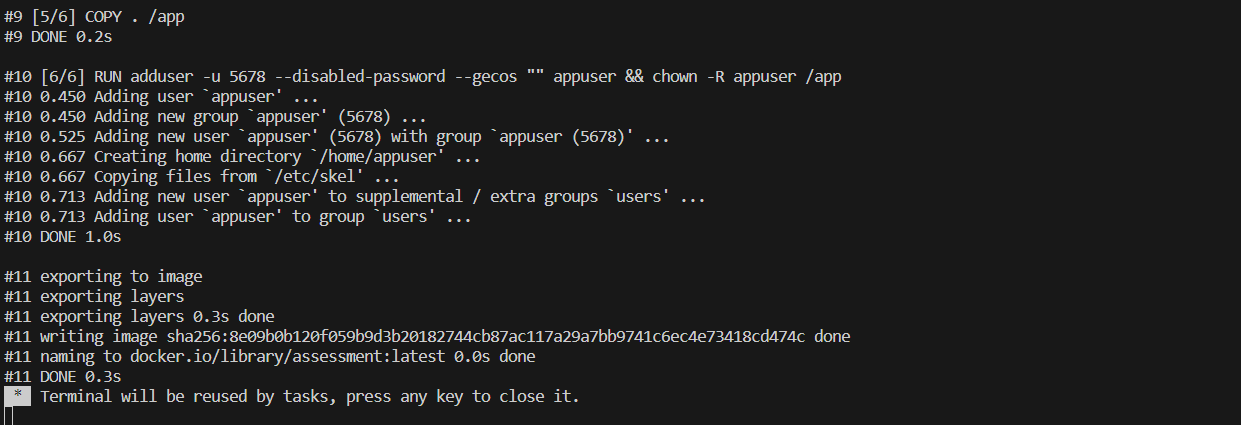 #9 [5/6] COPY . /app
#9 DONE 0.2s
#10 [6/6] RUN adduser -u 5678 --disabled-password --gecos "" appuser && chown -R appuser /app
#10 0.450 Adding user `appuser' ...
#10 0.450 Adding new group `appuser' (5678) ...
#10 0.525 Adding new user `appuser' (5678) with group `appuser (5678)' ...
#10 0.667 Creating home directory `/home/appuser' ...
#10 0.667 Copying files from `/etc/skel' ...
#10 0.713 Adding new user `appuser' to supplemental / extra groups `users' ...
#10 0.713 Adding user `appuser' to group `users' ...
#10 DONE 1.0s
#11 exporting to image
#11 exporting layers
#11 exporting layers 0.3s done
#11 writing image sha256:8e09b0b120f059b9d3b20182744cb87ac117a29a7bb9741c6ec4e73418cd474c done
#11 naming to docker.io/library/assessment:latest 0.0s done
#11 DONE 0.3s
* Terminal will be reused by tasks, press any key to close it.